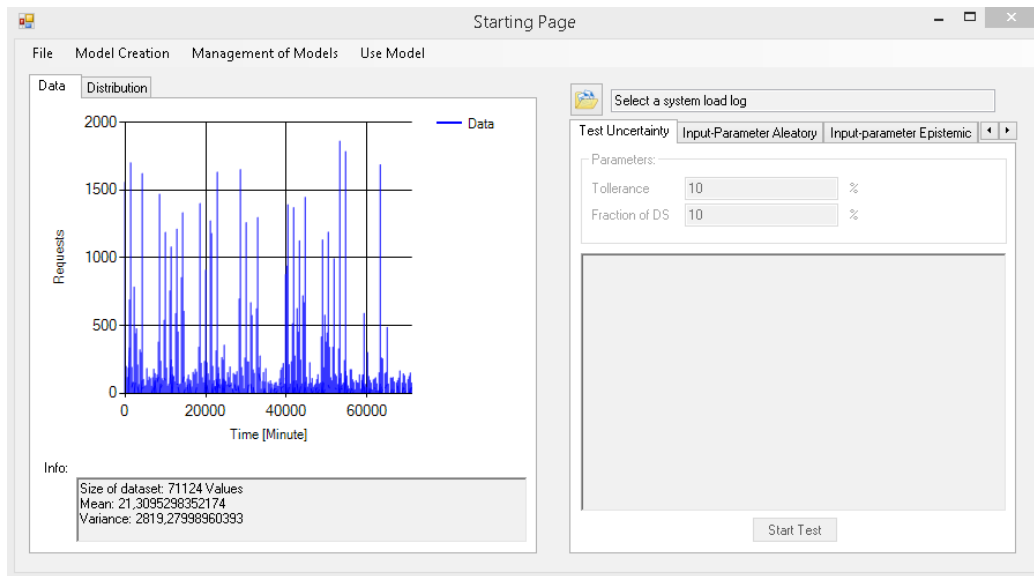 Starting Page
File Model Creation Management of Models Use Model
Data Distribution
2000
1500
1000
500
0
Requests
0 20000 40000 60000
Time [Minute]
Data
Info:
Size of dataset: 71124 Values
Mean: 21,3095298352174
Variance: 2819,27998960393
Select a system load log
Test Uncertainty Input-Parameter Aleatory Input-parameter Epistemic
Parameters:
Tollerance 10 %
Fraction of DS 10 %
Start Test